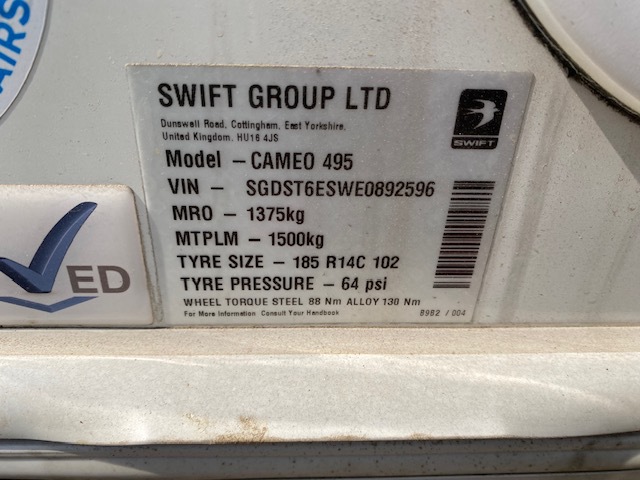 AIRS
SWIFT GROUP LTD
Dunswell Road, Cottingham, East Yorkshire,
United Kingdom, HU16 4JS
SWIFT
Model - CAMEO 495
VIN - SGDST6ESWE0892596
MRO - 1375kg
MTPLM - 1500kg
TYRE SIZE - 185 R14C 102
TYRE PRESSURE - 64 psi
WHEEL TORQUE STEEL 88 Nm ALLOY 130 Nm
For More Information Consult Your Handbook
8982 / 004
ED